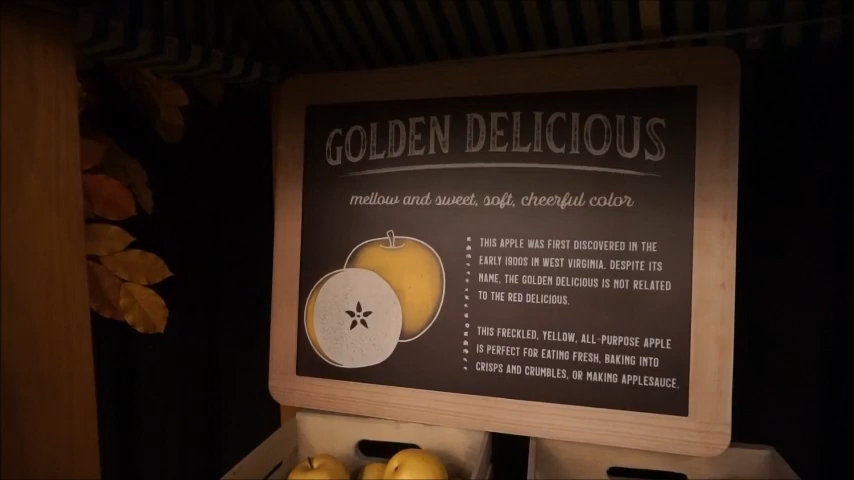 GOLDEN DELICIOUS
mellow and sweet, soft, cheerful color
THIS APPLE WAS FIRST DISCOVERED IN THE
EARLY 1900S IN WEST VIRGINIA. DESPITE ITS
NAME, THE GOLDEN DELICIOUS IS NOT RELATED
TO THE RED DELICIOUS.
THIS FRECKLED, YELLOW, ALL-PURPOSE APPLE
IS PERFECT FOR EATING FRESH, BAKING INTO
CRISPS AND CRUMBLES, OR MAKING APPLESAUCE.